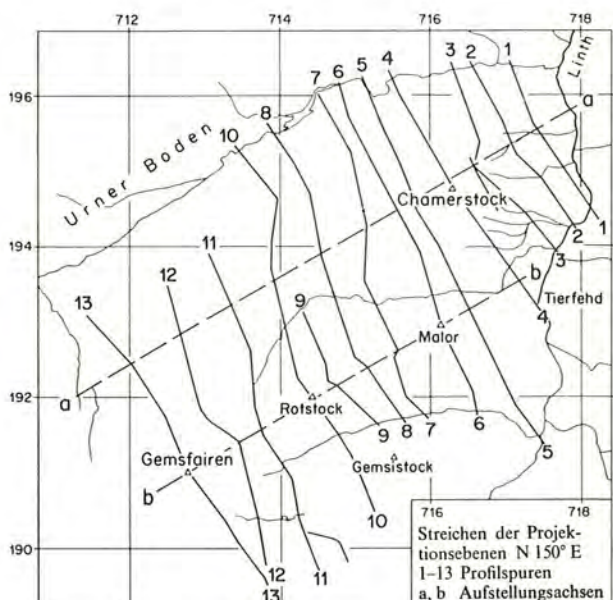 712
714
716
718
196
194
192
190
Linth
Urner Boden
a
7
6
5
4
3
2
1
8
10
11
12
13
9
Chamerstock
1
2
3
b
Tierfehd
4
Malor
a
Rotstock
Gemsfairen
b
9
8
7
6
5
Gemsistock
10
12
11
13
716
718
Streichen der Projek-
tionsebenen N 150° E
1–13 Profilspuren
a, b Aufstellungsachsen